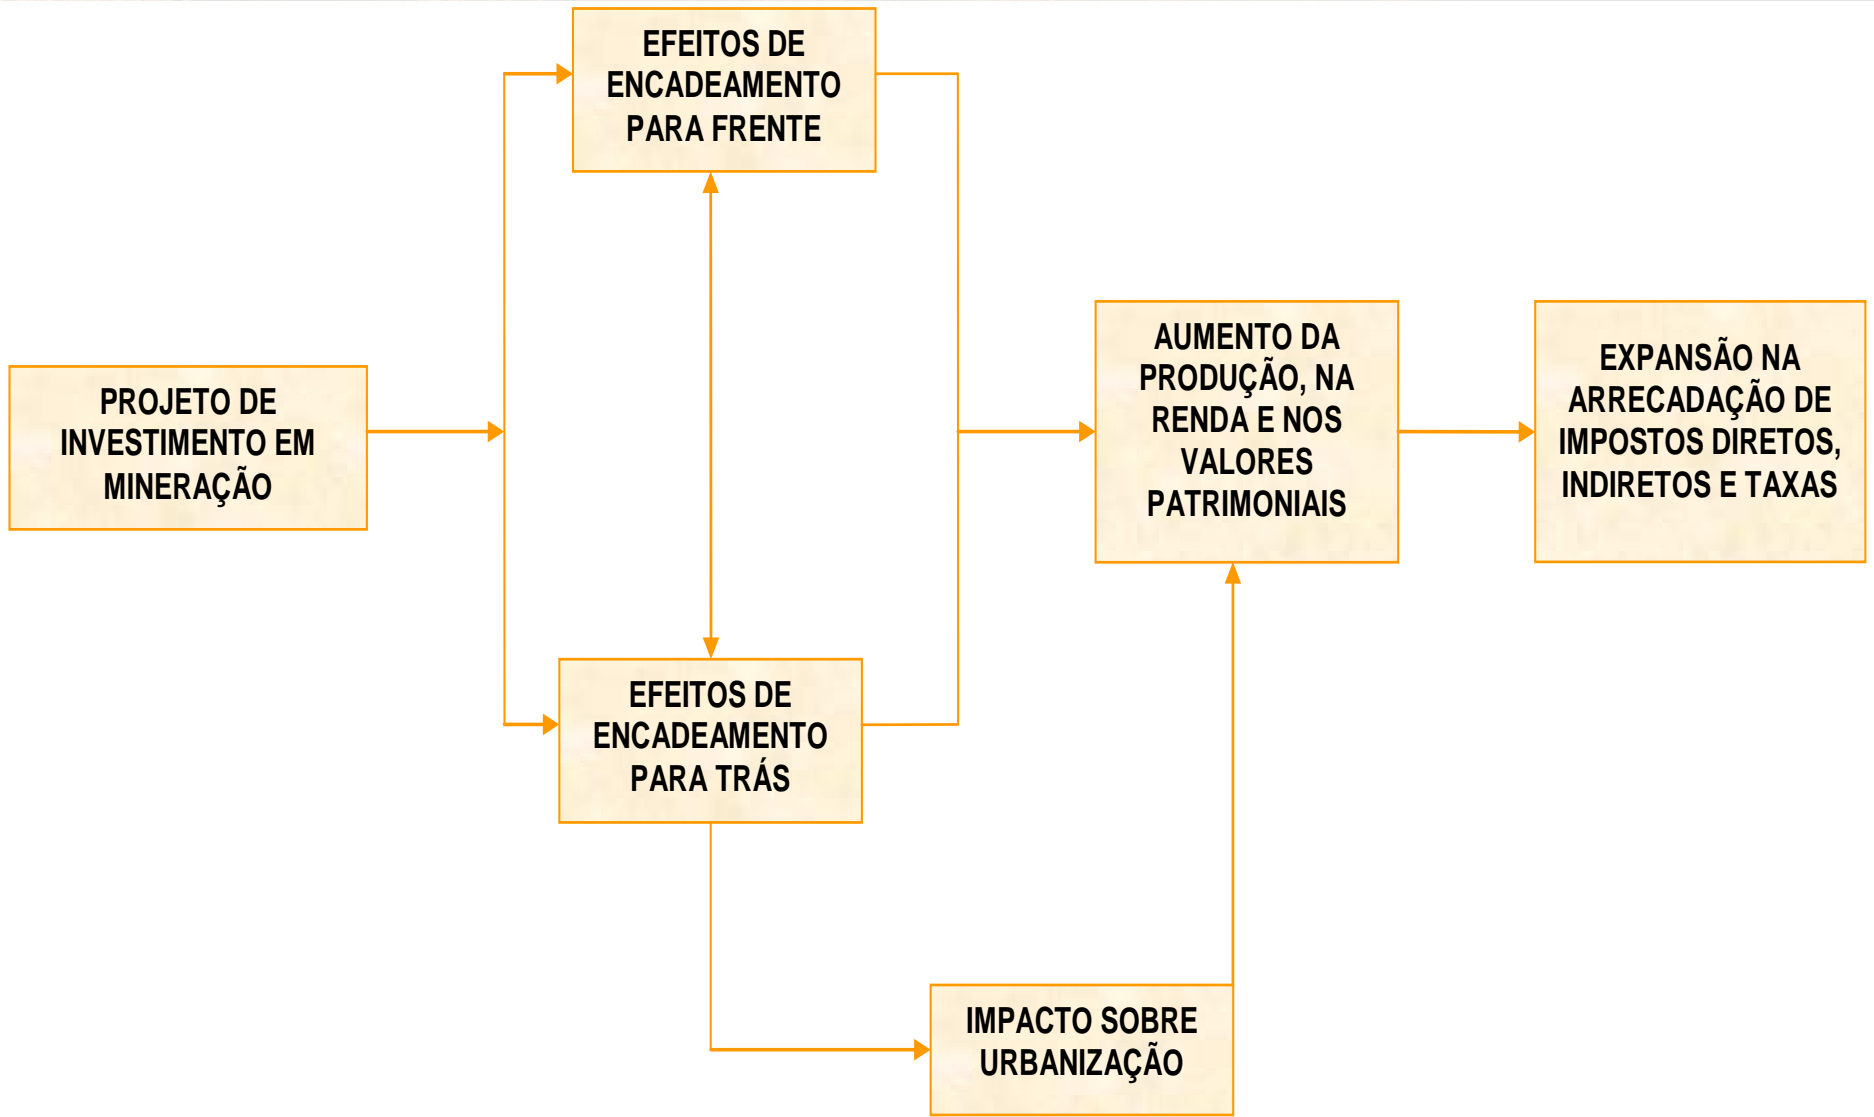 EFEITOS DE
ENCADEAMENTO
PARA FRENTE
PROJETO DE
INVESTIMENTO EM
MINERAÇÃO
AUMENTO DA
PRODUÇÃO, NA
RENDA E NOS
VALORES
PATRIMONIAIS
EXPANSÃO NA
ARRECADAÇÃO DE
IMPOSTOS DIRETOS,
INDIRETOS E TAXAS
EFEITOS DE
ENCADEAMENTO
PARA TRÁS
IMPACTO SOBRE
URBANIZAÇÃO